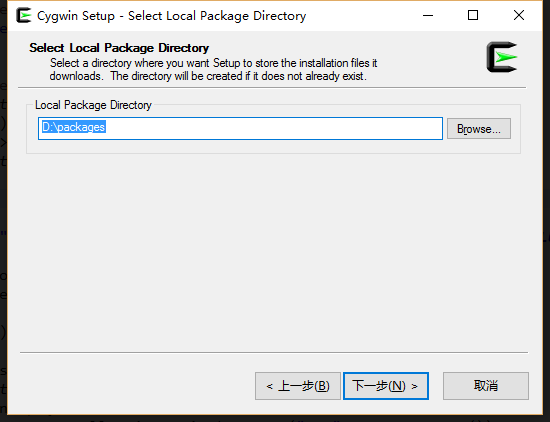 Cygwin Setup - Select Local Package Directory
Select Local Package Directory
Select a directory where you want Setup to store the installation files it
downloads. The directory will be created if it does not already exist.
Local Package Directory
D:\packages
Browse...
< 上一步(B)
下一步(N) >
取消